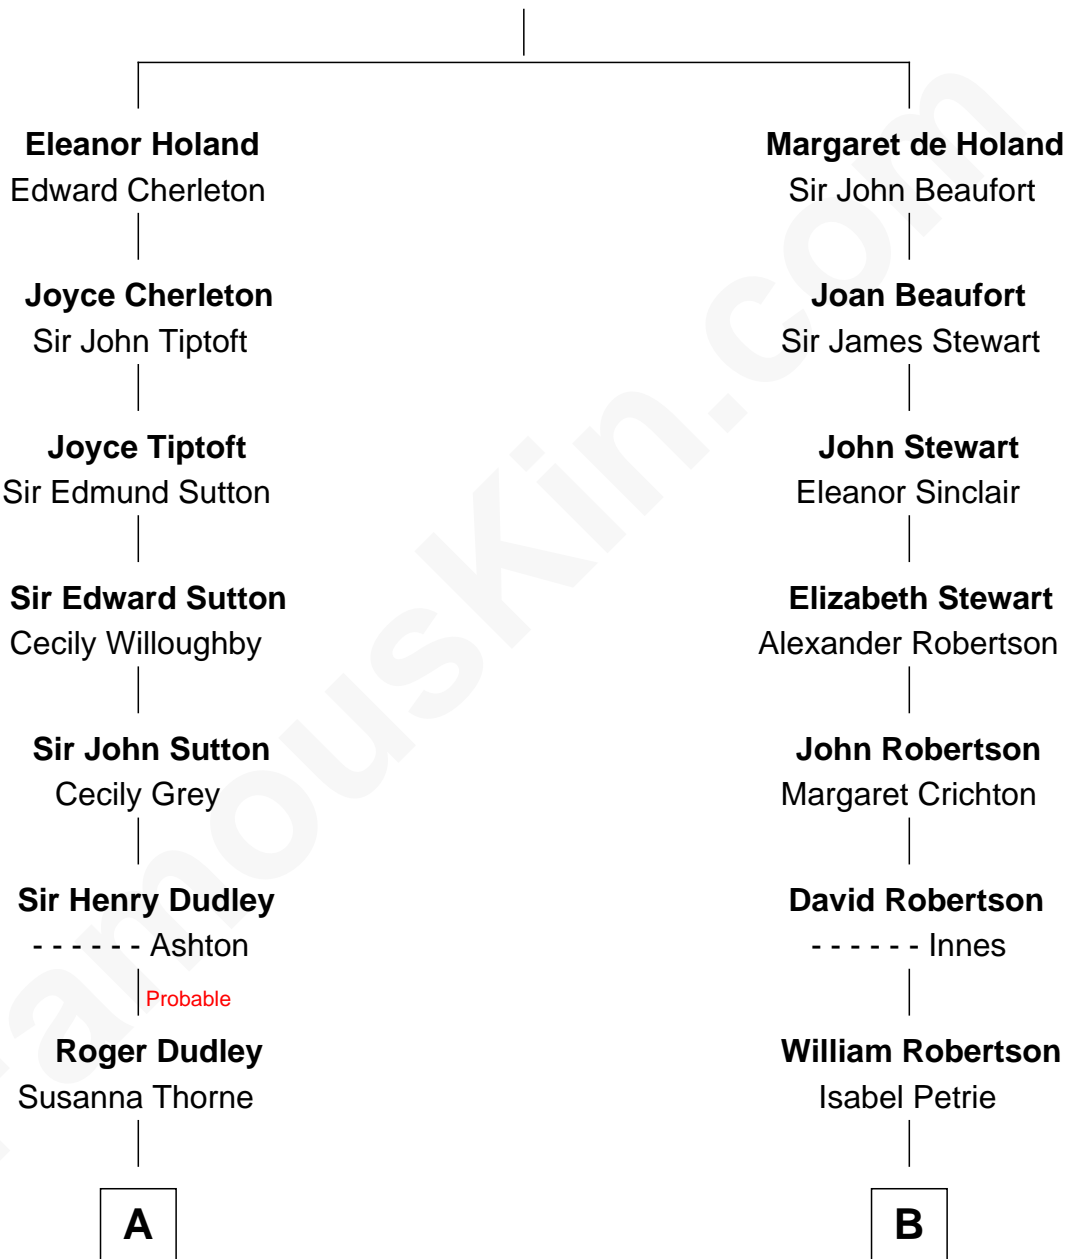 Eleanor Holand
Edward Cherleton
Margaret de Holand
Sir John Beaufort
Joyce Cherleton
Sir John Tiptoft
Joan Beaufort
Sir James Stewart
Joyce Tiptoft
Sir Edmund Sutton
John Stewart
Eleanor Sinclair
Sir Edward Sutton
Cecily Willoughby
Elizabeth Stewart
Alexander Robertson
Sir John Sutton
Cecily Grey
John Robertson
Margaret Crichton
Sir Henry Dudley
- - - - - - Ashton
David Robertson
- - - - - - Innes
Probable
Roger Dudley
Susanna Thorne
William Robertson
Isabel Petrie
A
B
FamousKin.com